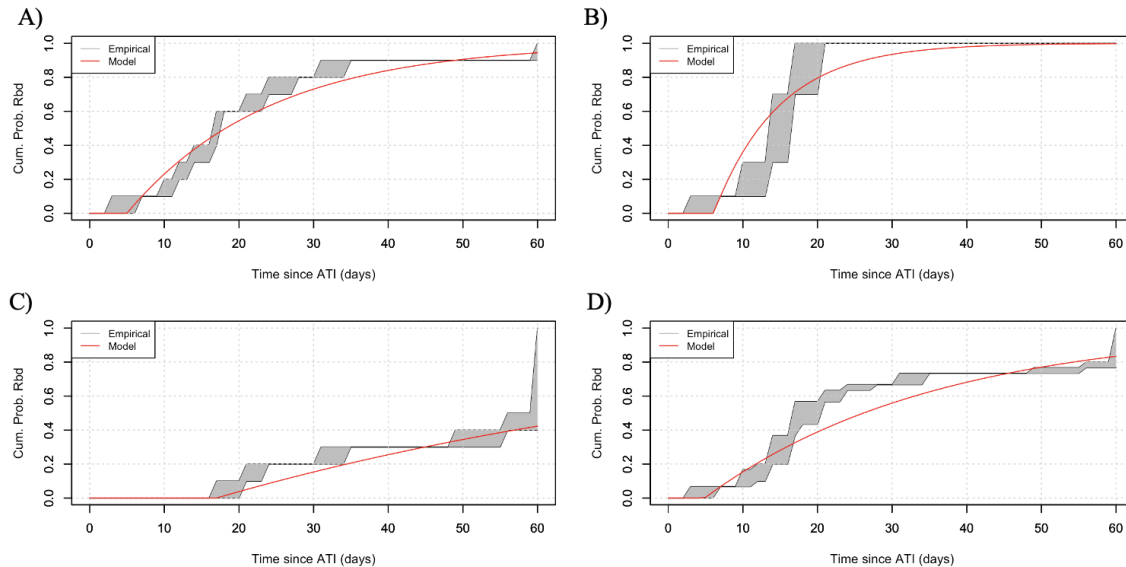 A)
Empirical
Model
Cum. Prob. Rbd
0.0 0.2 0.4 0.6 0.8 1.0
0 10 20 30 40 50 60
Time since ATI (days)
B)
Empirical
Model
Cum. Prob. Rbd
0.0 0.2 0.4 0.6 0.8 1.0
0 10 20 30 40 50 60
Time since ATI (days)
C)
Empirical
Model
Cum. Prob. Rbd
0.0 0.2 0.4 0.6 0.8 1.0
0 10 20 30 40 50 60
Time since ATI (days)
D)
Empirical
Model
Cum. Prob. Rbd
0.0 0.2 0.4 0.6 0.8 1.0
0 10 20 30 40 50 60
Time since ATI (days)